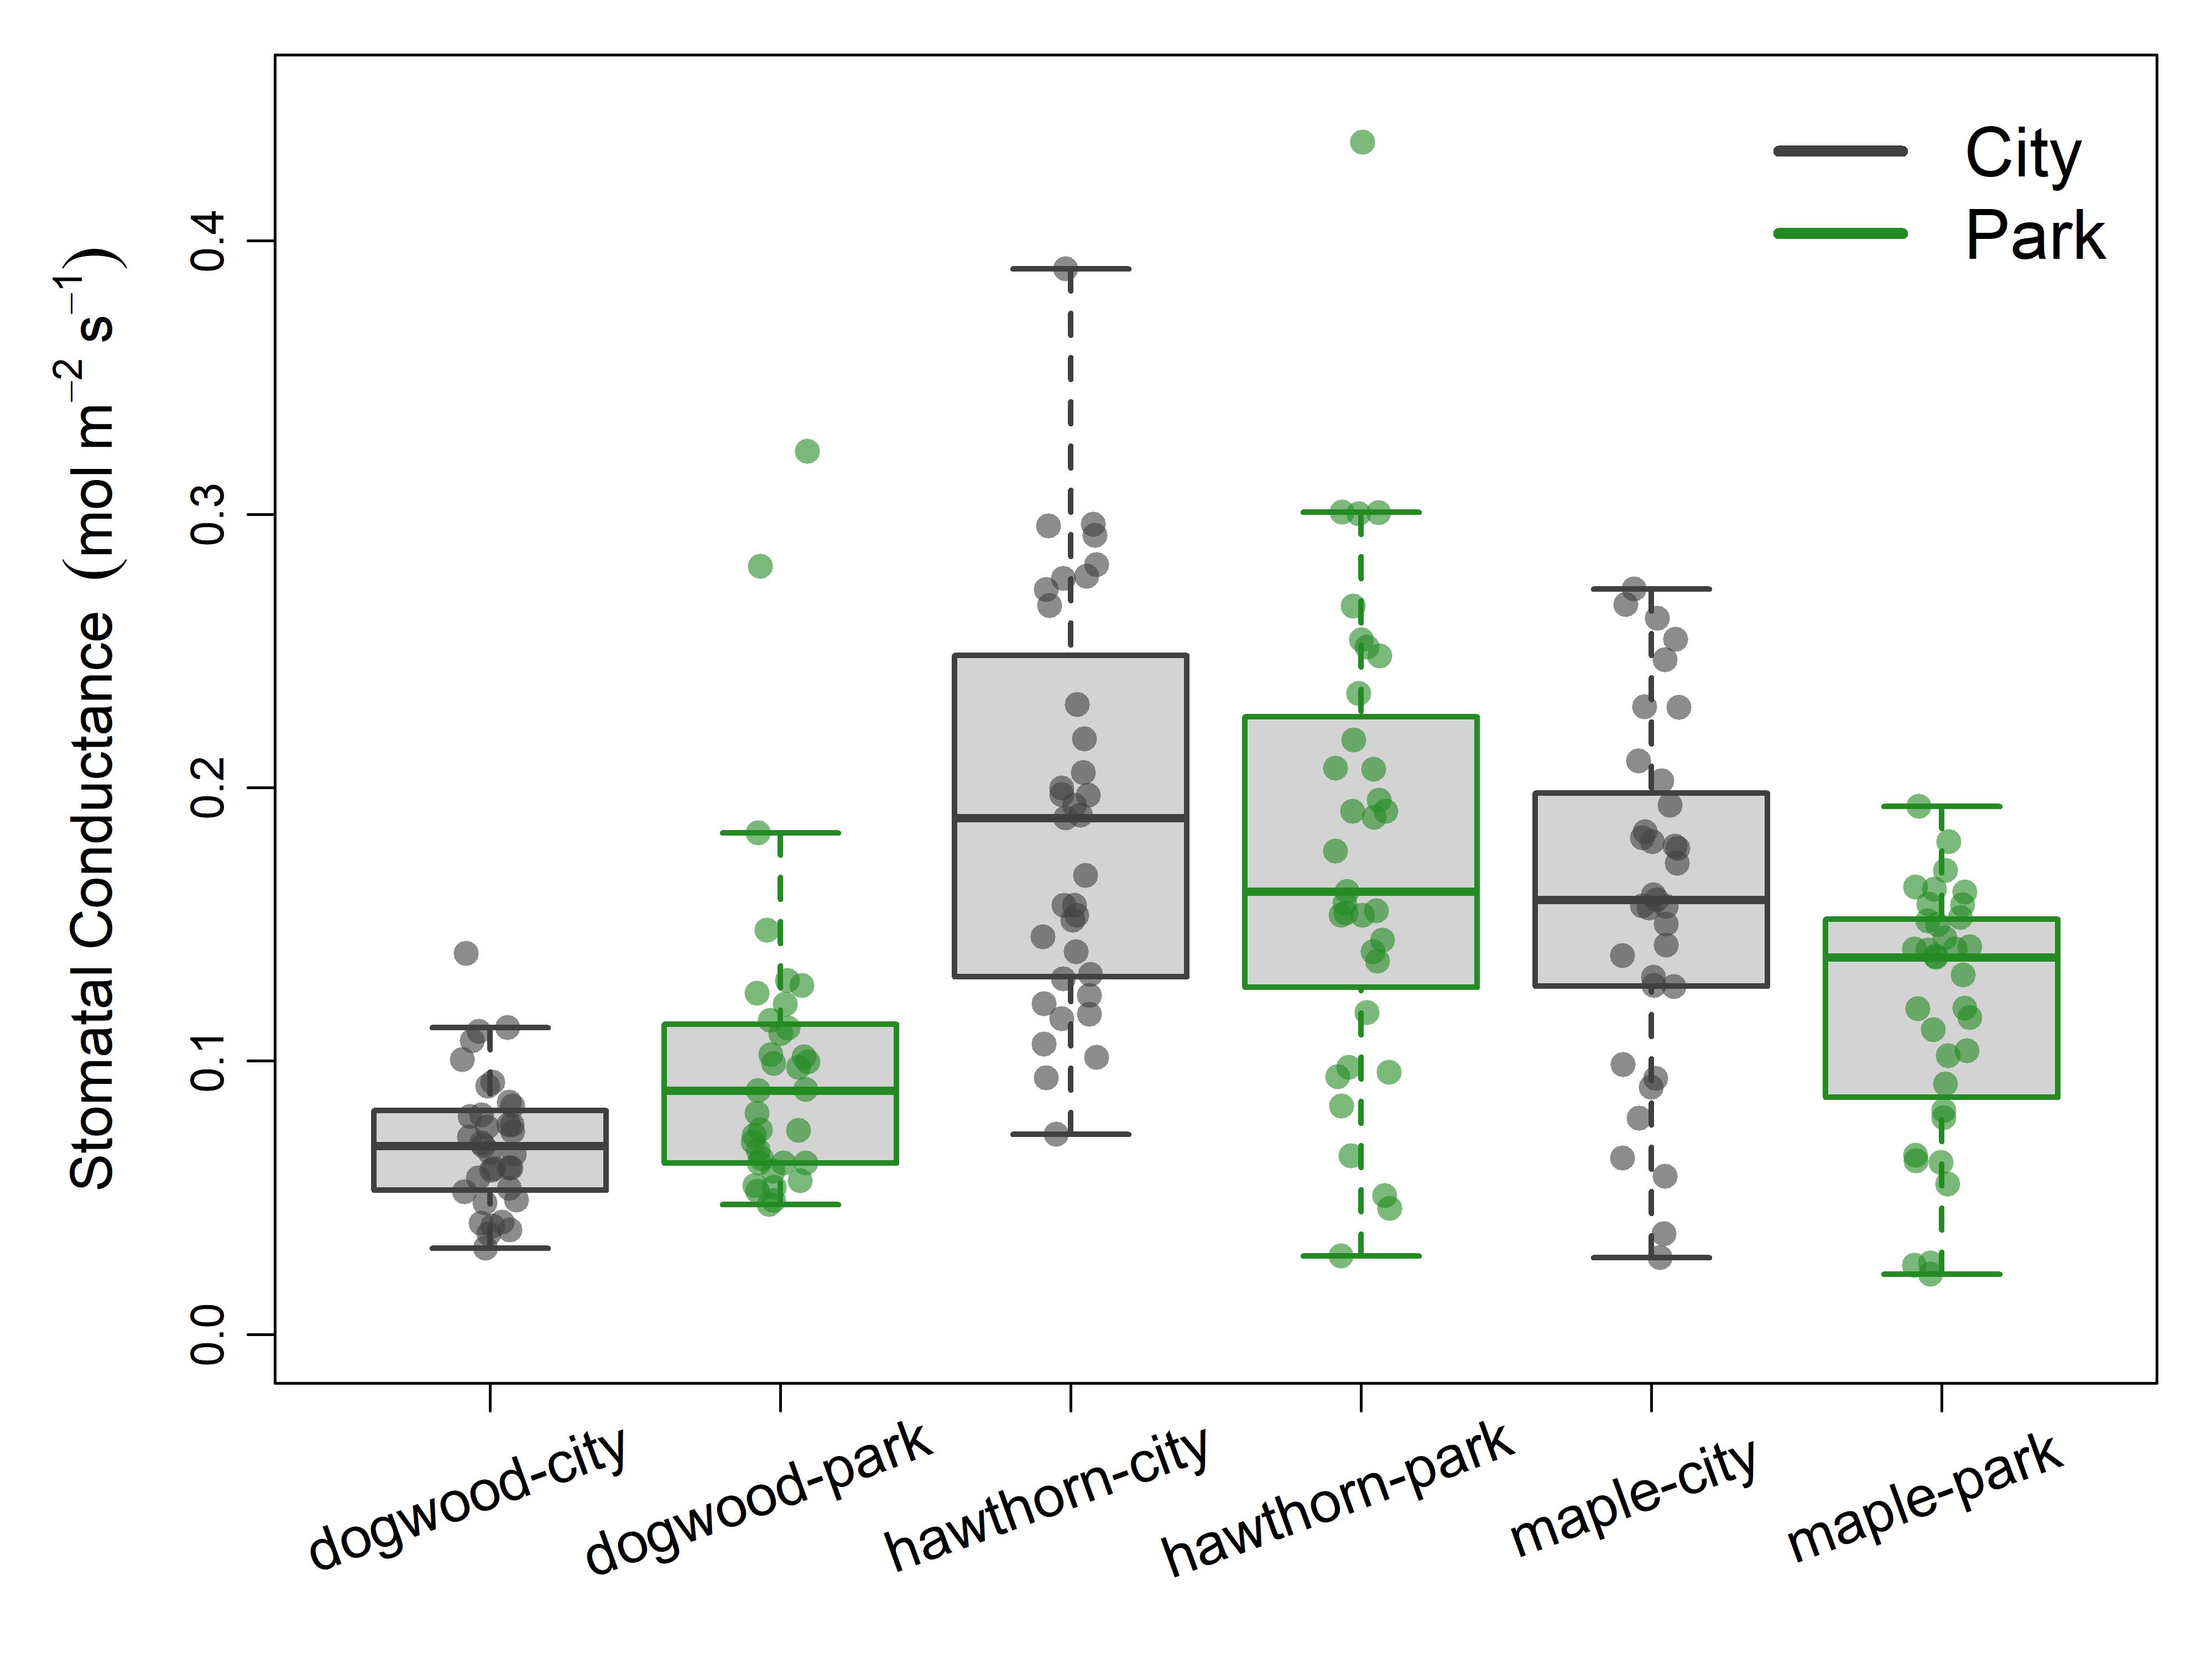 Stomatal Conductance (mol m−2 s−1)
0.4
0.3
0.2
0.1
0.0
City
Park
dogwood-city
dogwood-park
hawthorn-city
hawthorn-park
maple-city
maple-park